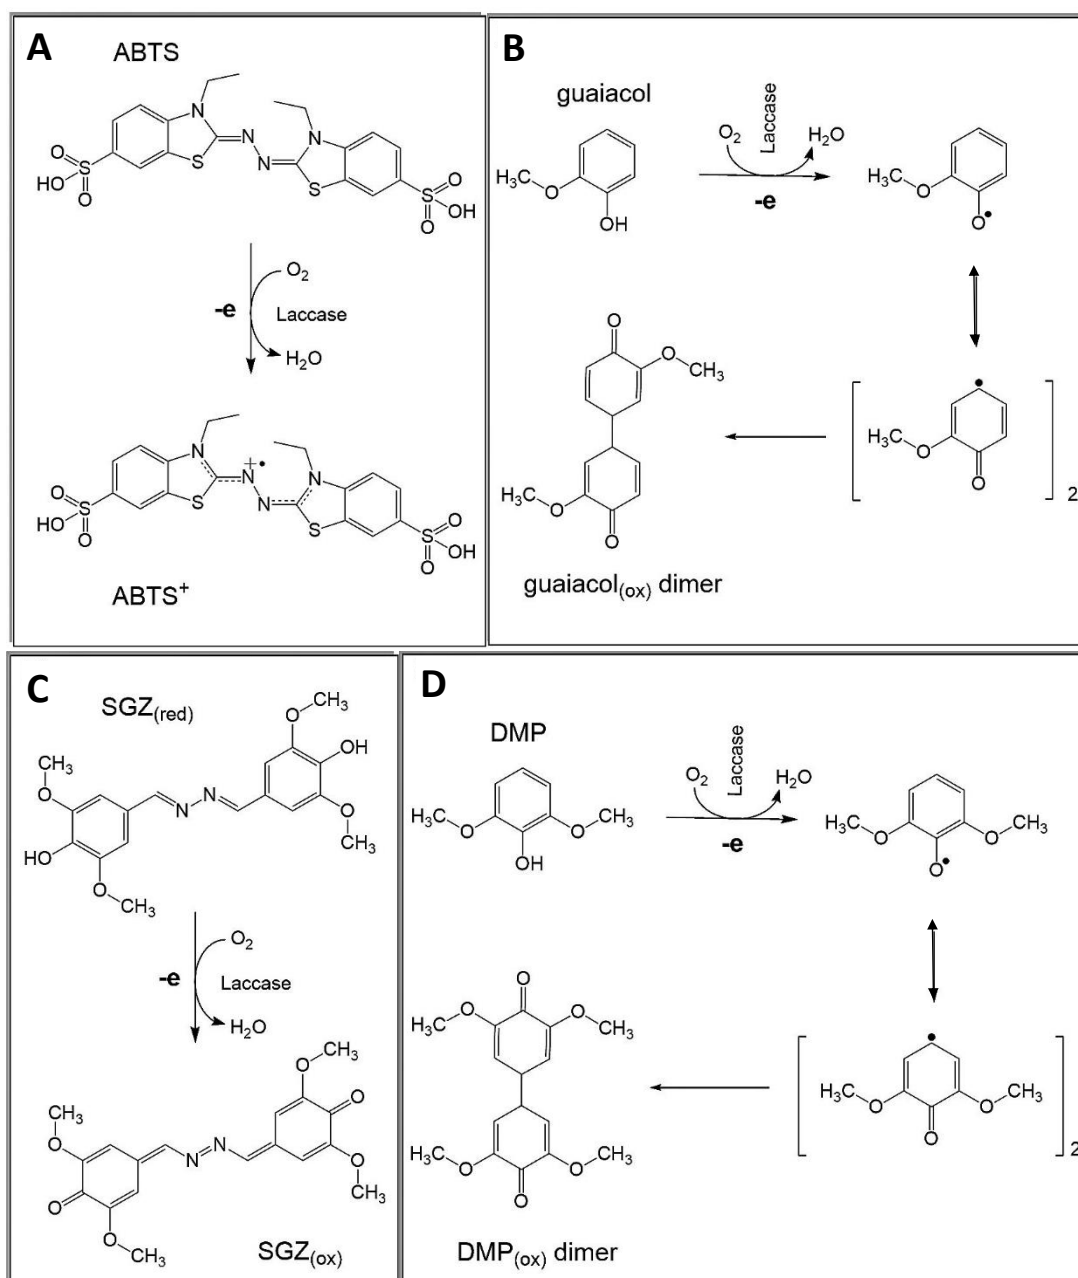 A
ABTS
N
N
N
N
S
S
O
S
HO
O
O
S
OH
O
O₂
-e
Laccase
H₂O
N
N
+•
N
N
S
S
O
S
HO
O
O
S
OH
O
ABTS⁺
B
guaiacol
H₃C
O
OH
O₂
Laccase
H₂O
-e
H₃C
O
O•
O
O
CH₃
H₃C
O
O
guaiacol(ox) dimer
•
H₃C
O
O
2
C
SGZ(red)
CH₃
O
OH
O
CH₃
CH₃
O
N
N
HO
O
CH₃
O₂
-e
Laccase
H₂O
CH₃
O
O
O
CH₃
CH₃
O
N
N
O
O
CH₃
SGZ(ox)
D
DMP
H₃C
O
O
CH₃
OH
O₂
Laccase
H₂O
-e
H₃C
O
O
CH₃
O•
O
H₃C
O
O
CH₃
H₃C
O
O
CH₃
O
DMP(ox) dimer
•
H₃C
O
O
CH₃
O
2